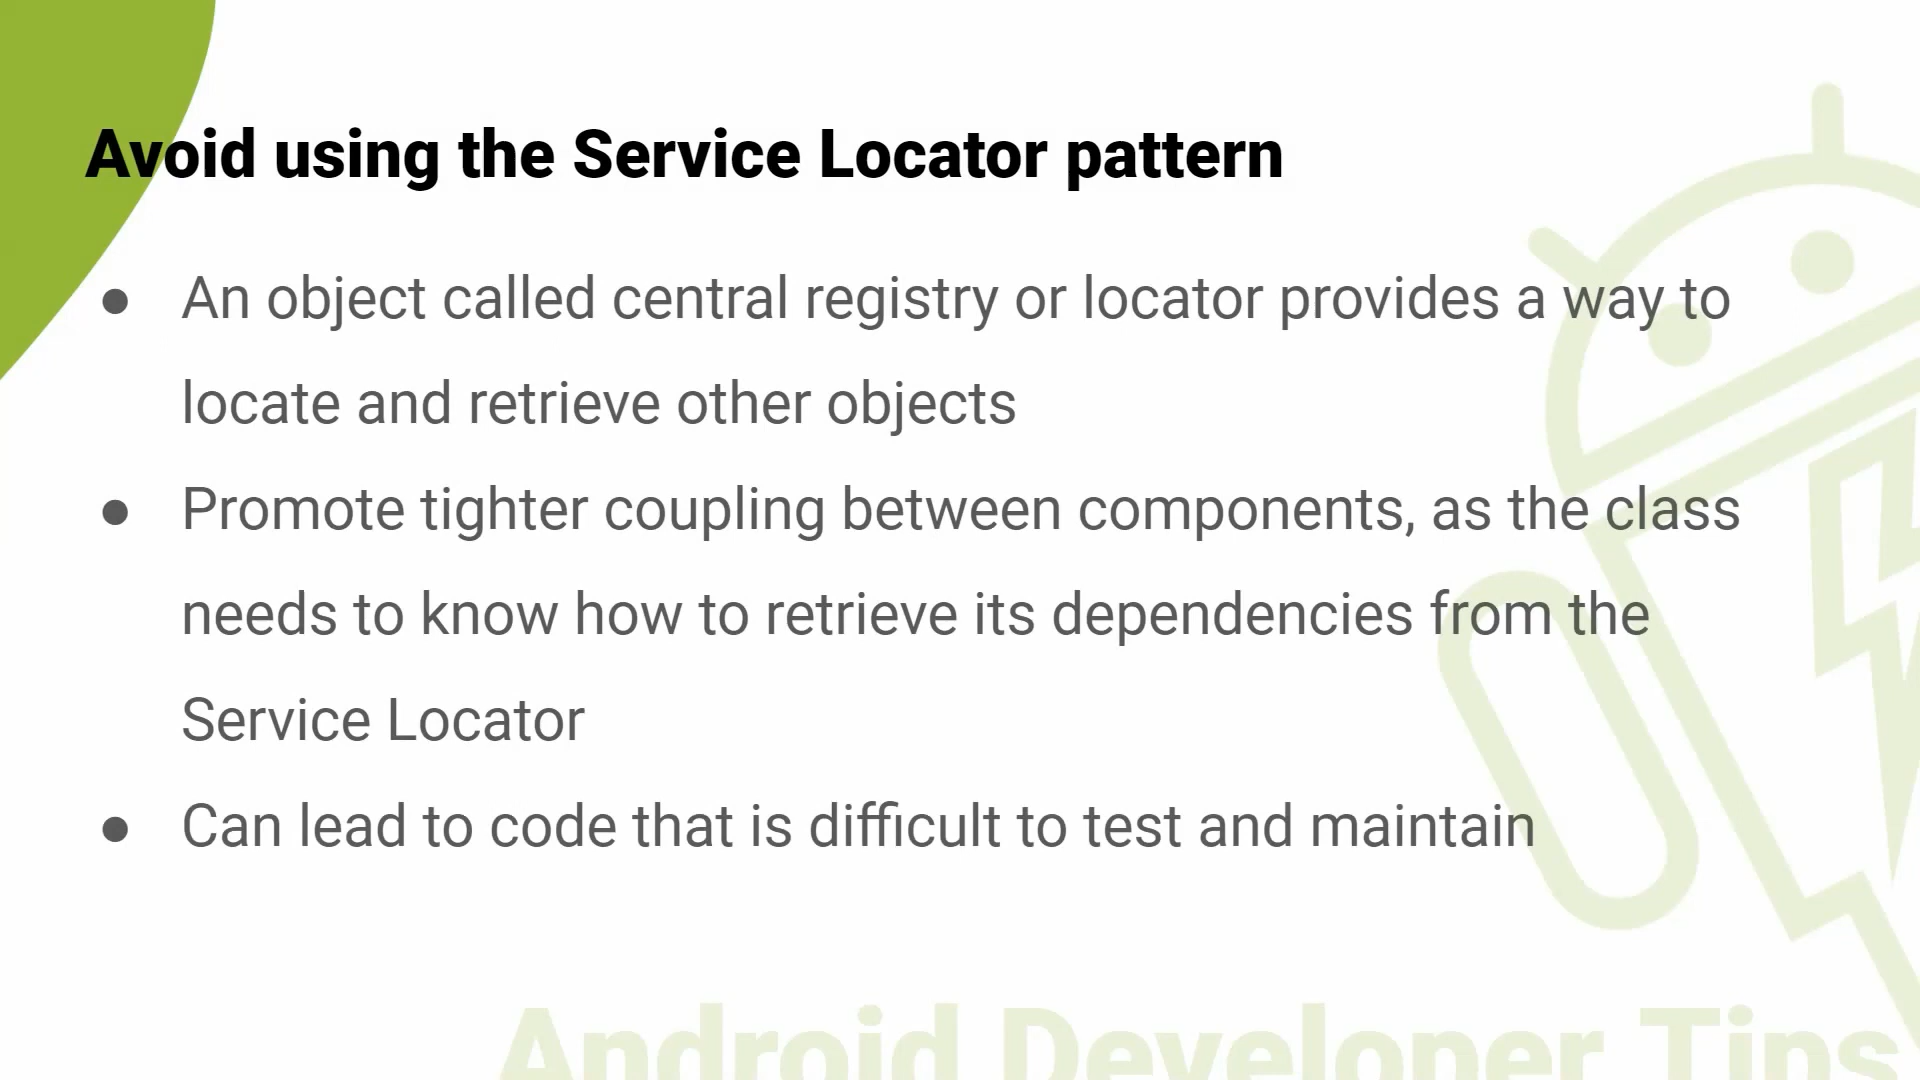 Avoid using the Service Locator pattern
● An object called central registry or locator provides a way to
locate and retrieve other objects
● Promote tighter coupling between components, as the class
needs to know how to retrieve its dependencies from the
Service Locator
● Can lead to code that is difficult to test and maintain
Android Developer Tips